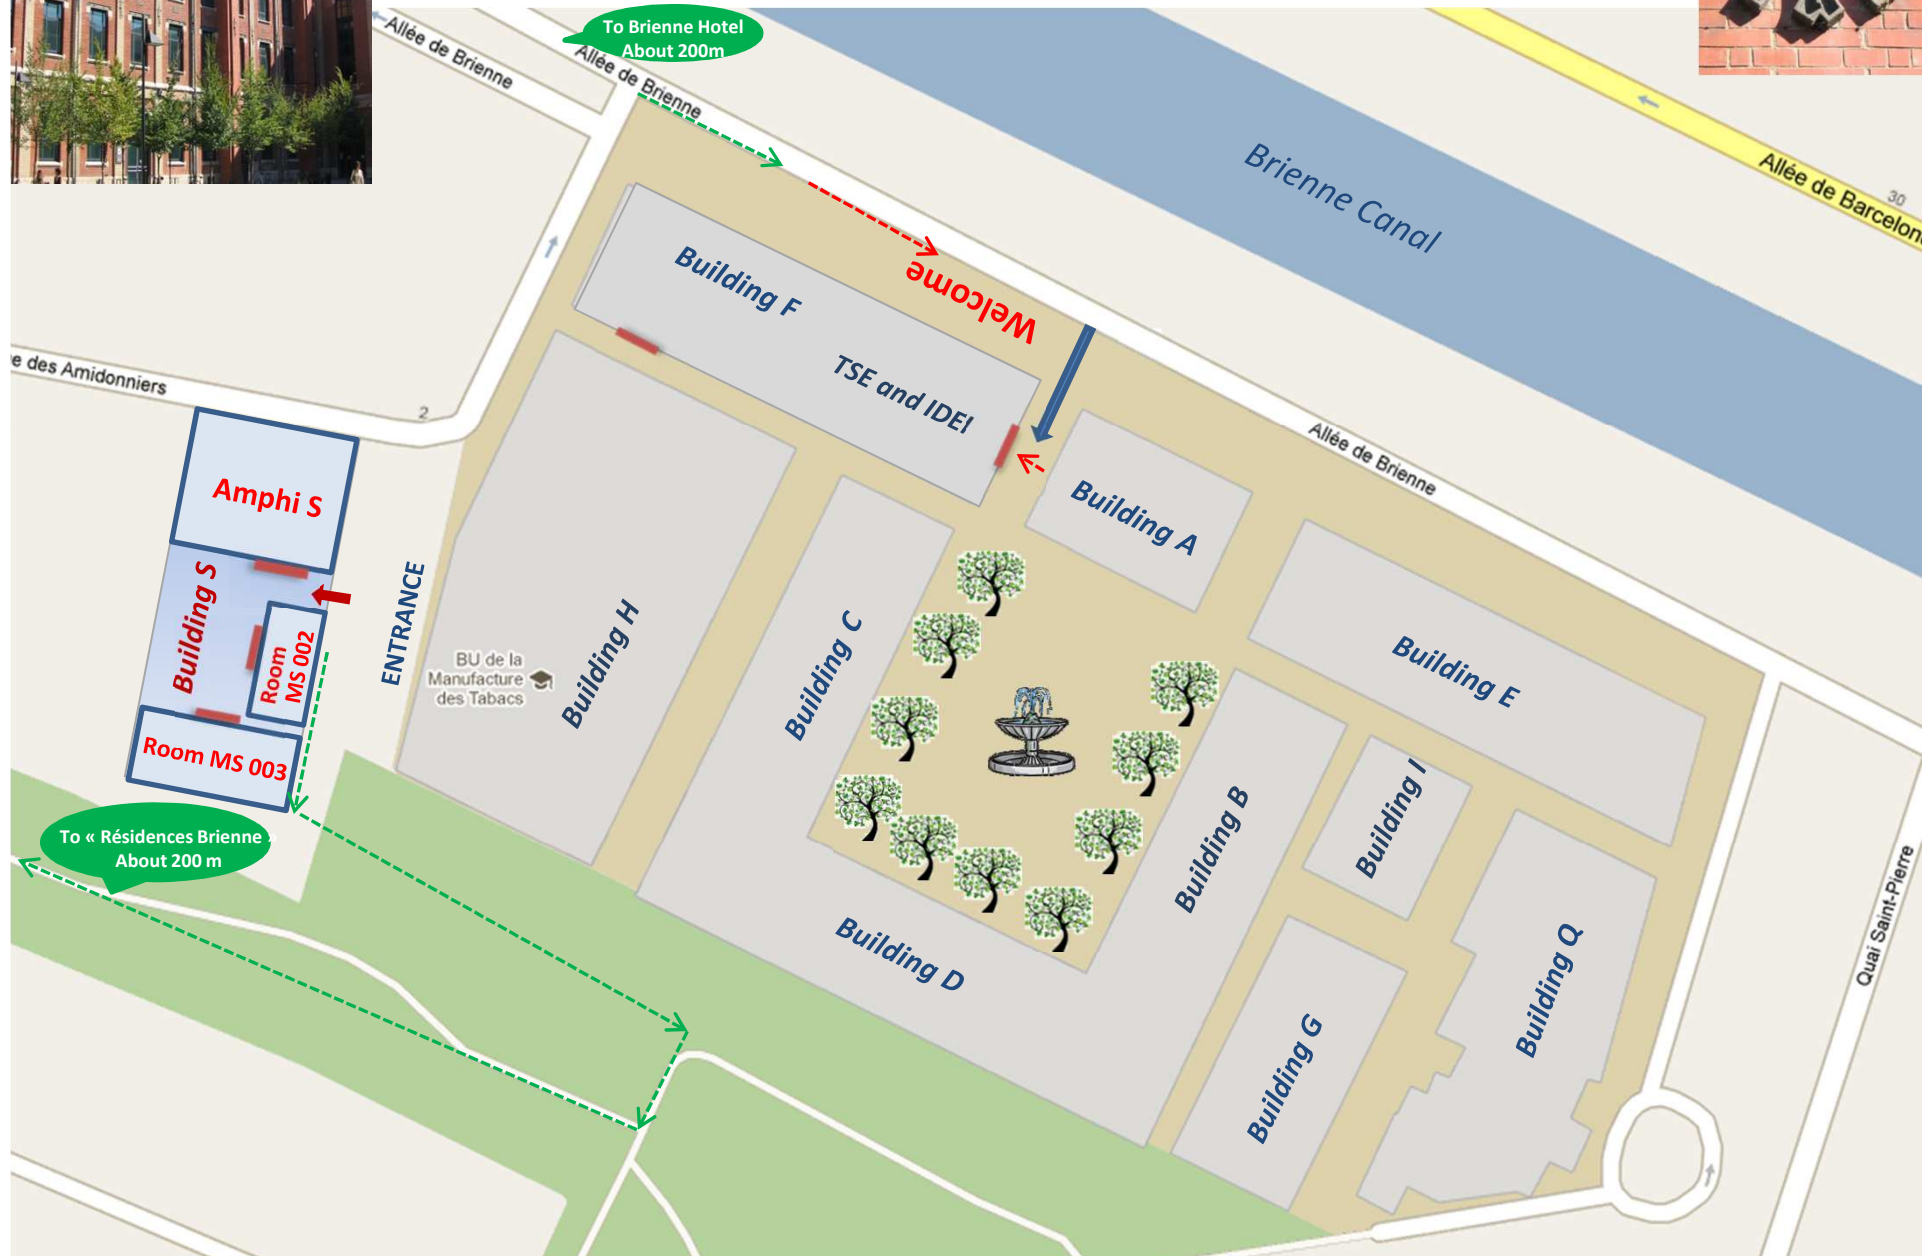 To Brienne Hotel
About 200m
Allée de Brienne
Allée de Brienne
Brienne Canal
Allée de Barcelon
30
Welcome
Building F
TSE and IDEI
e des Amidonniers
2
Allée de Brienne
Amphi S
Building A
Building S
ENTRANCE
Room
MS 002
BU de la
Manufacture
des Tabacs
Building H
Building C
Building E
Room MS 003
Building I
Building B
To « Résidences Brienne »
About 200 m
Building D
Building Q
Quai Saint-Pierre
Building G